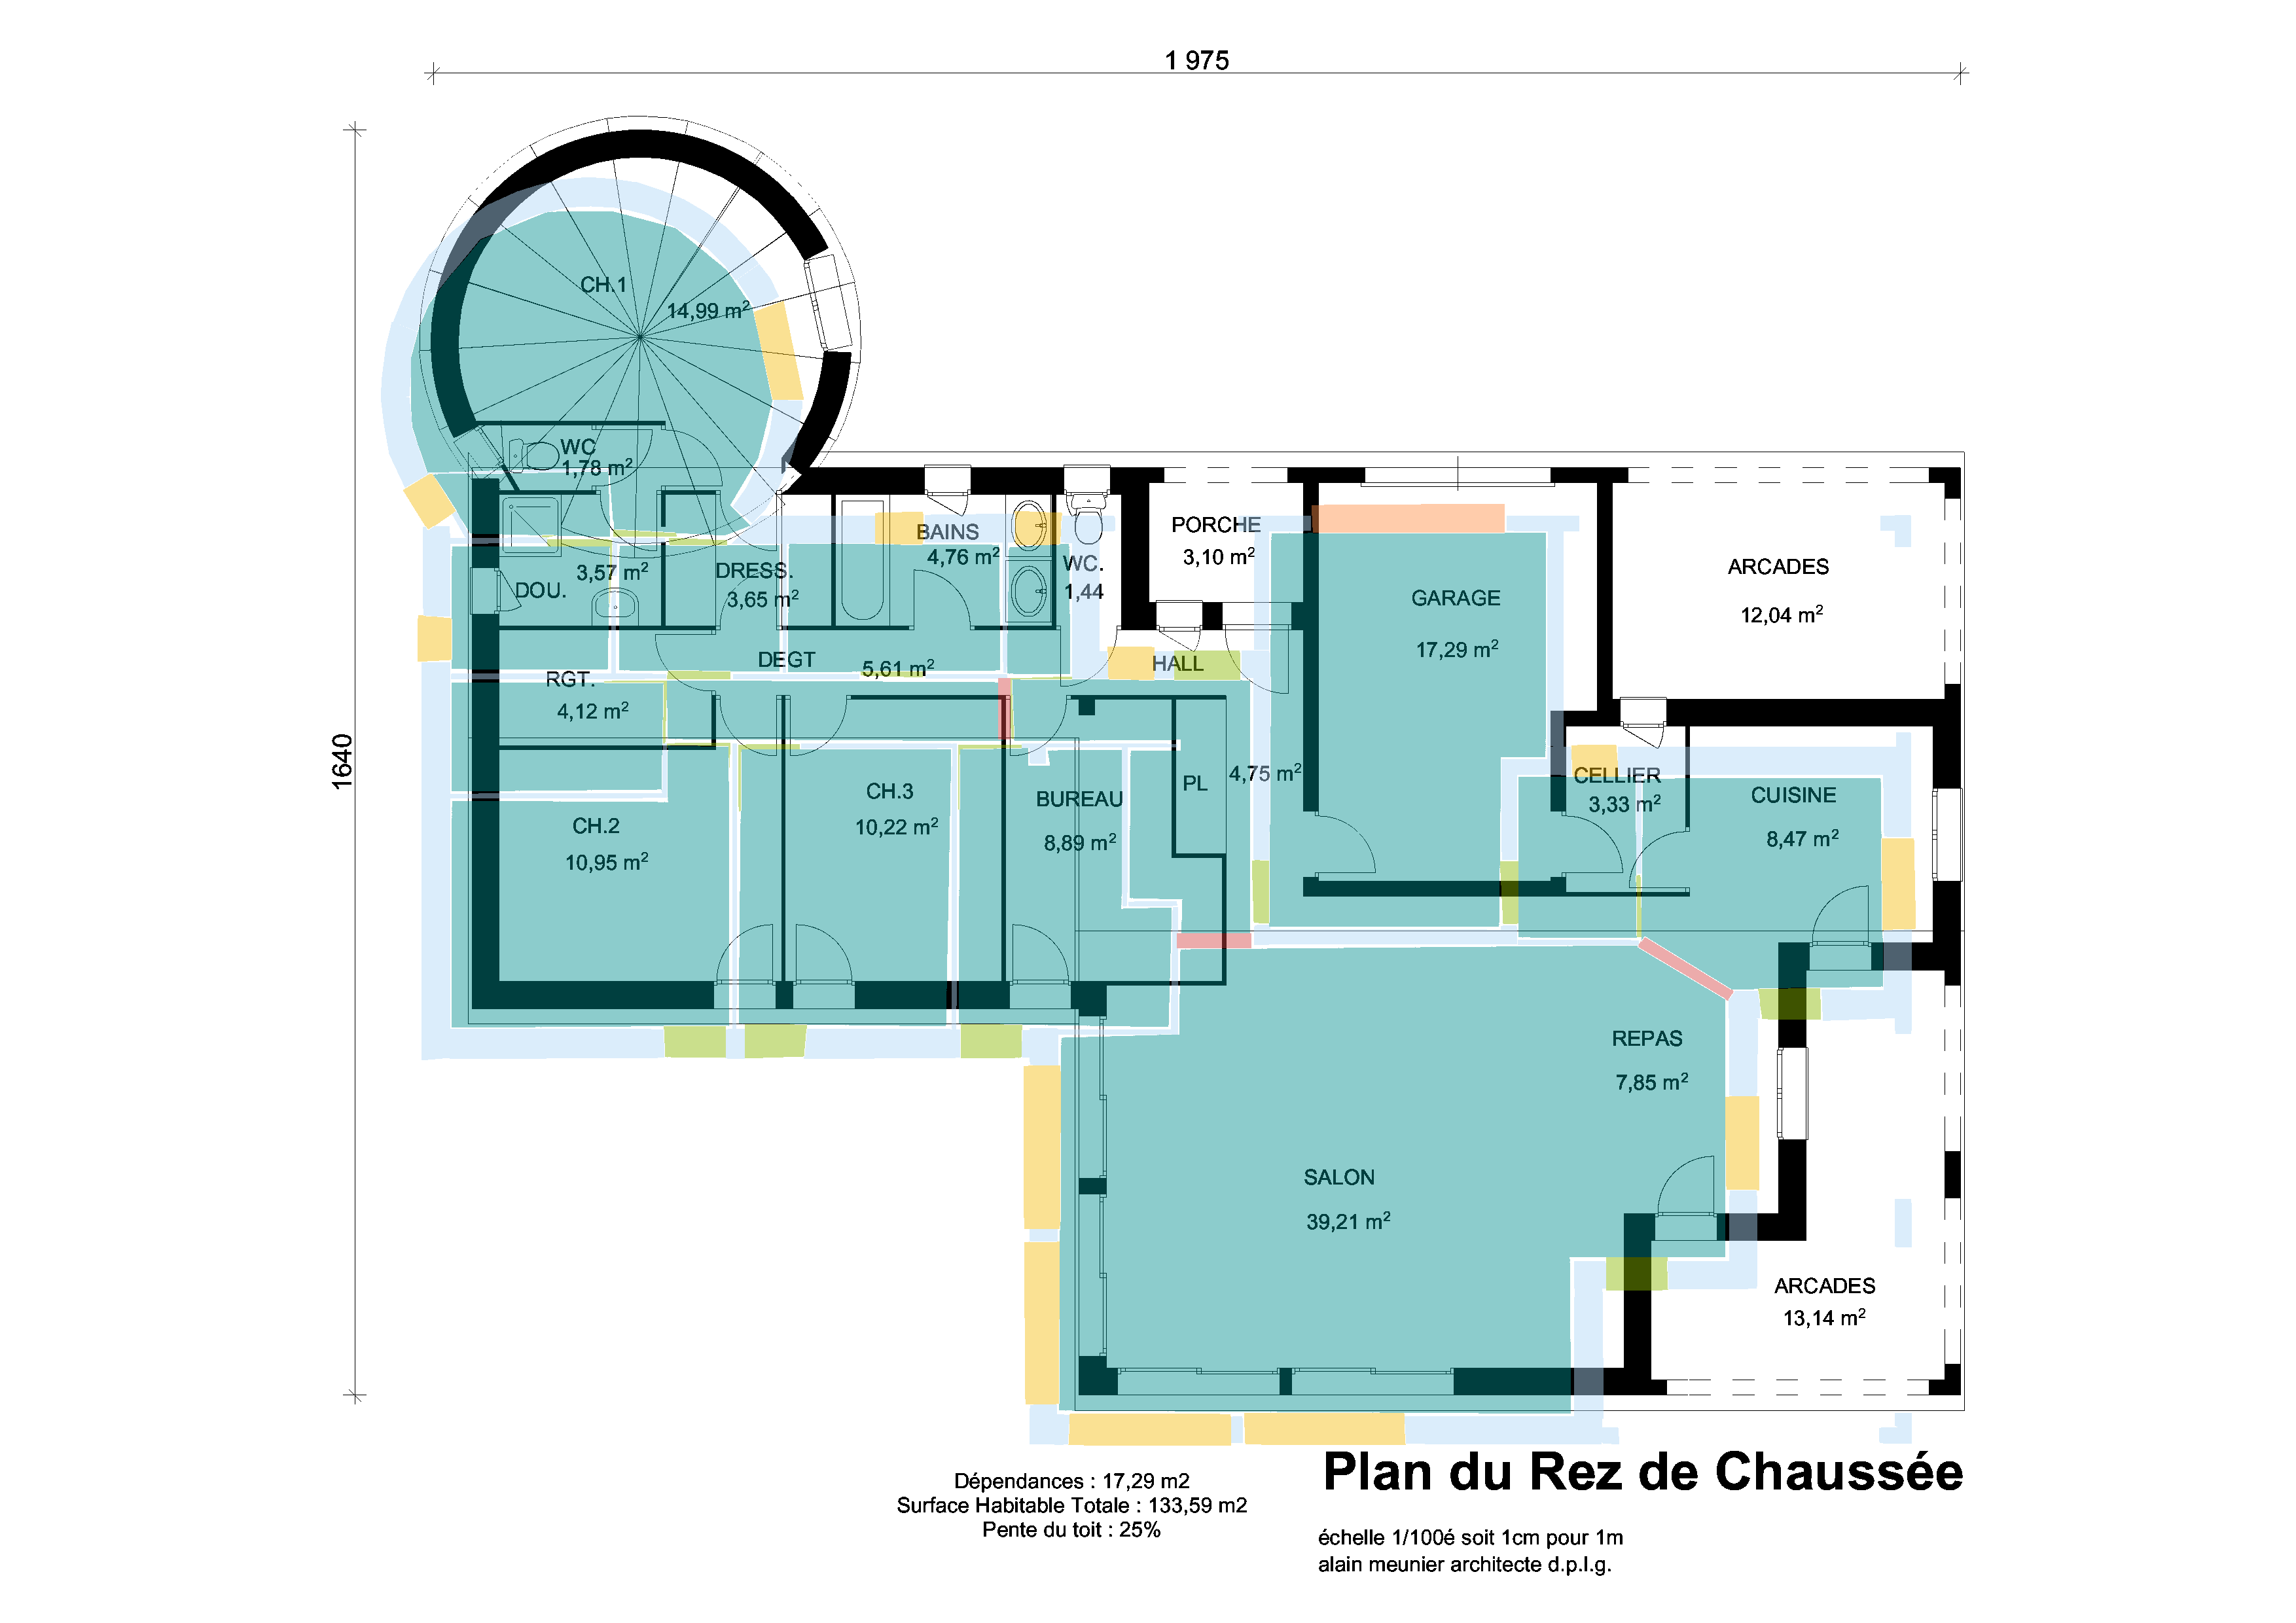 1 975
1640
CH.1
14,99 m²
WC
1,78 m²
BAINS
4,76 m²
PORCHE
3,10 m²
WC.
1,44
DOU.
3,57 m²
DRESS.
3,65 m²
GARAGE
17,29 m²
ARCADES
12,04 m²
DEGT
5,61 m²
HALL
RGT.
4,12 m²
4,75 m²
PL
CH.2
10,95 m²
CH.3
10,22 m²
BUREAU
8,89 m²
CELLIER
3,33 m²
CUISINE
8,47 m²
REPAS
7,85 m²
SALON
39,21 m²
ARCADES
13,14 m²
Plan du Rez de Chaussée
Dépendances : 17,29 m2
Surface Habitable Totale : 133,59 m2
Pente du toit : 25%
échelle 1/100é soit 1cm pour 1m
alain meunier architecte d.p.l.g.